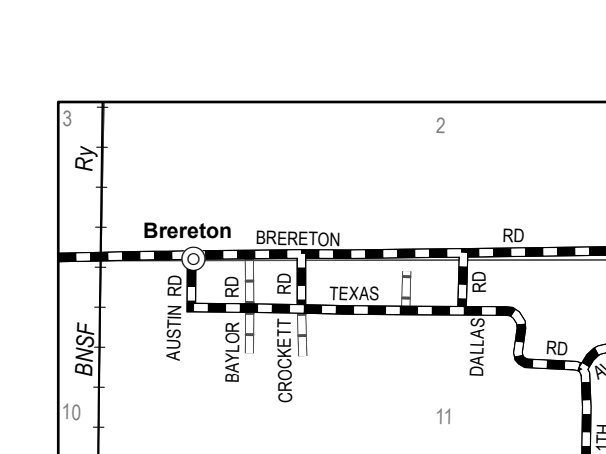 3
2
Ry
Brereton
BRERETON RD
AUSTIN RD
BAYLOR RD
CROCKETT RD
TEXAS RD
DALLAS RD
BNSF
10
11